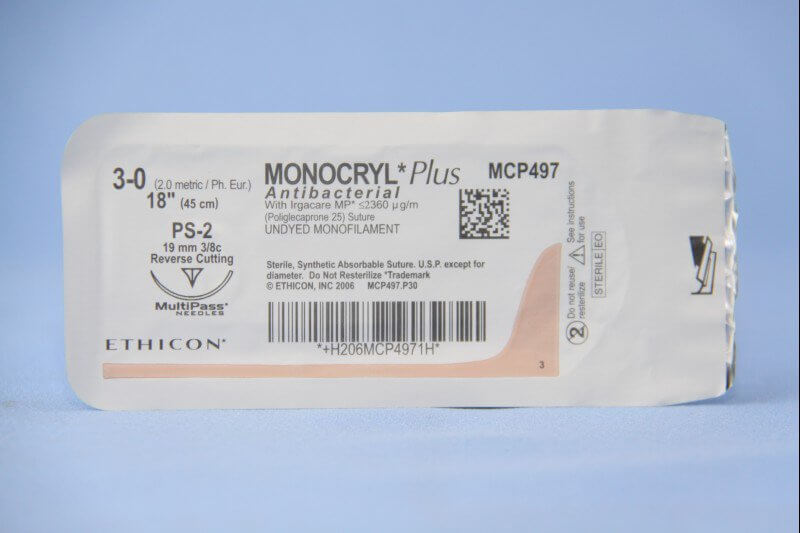 3-0 (2.0 metric / Ph. Eur.)
18" (45 cm)
PS-2
19 mm 3/8c
Reverse Cutting
MultiPass*
NEEDLES
ETHICON*
MONOCRYL* Plus
Antibacterial
With Irgacare MP* ≤2360 µg/m
(Poliglecaprone 25) Suture
UNDYED MONOFILAMENT
MCP497
Sterile, Synthetic Absorbable Suture. U.S.P. except for
diameter. Do Not Resterilize *Trademark
© ETHICON, INC 2006 MCP497.P30
*+H206MCP4971H*
3
2 Do not reuse/
resterilize
See instructions
for use
STERILE EO